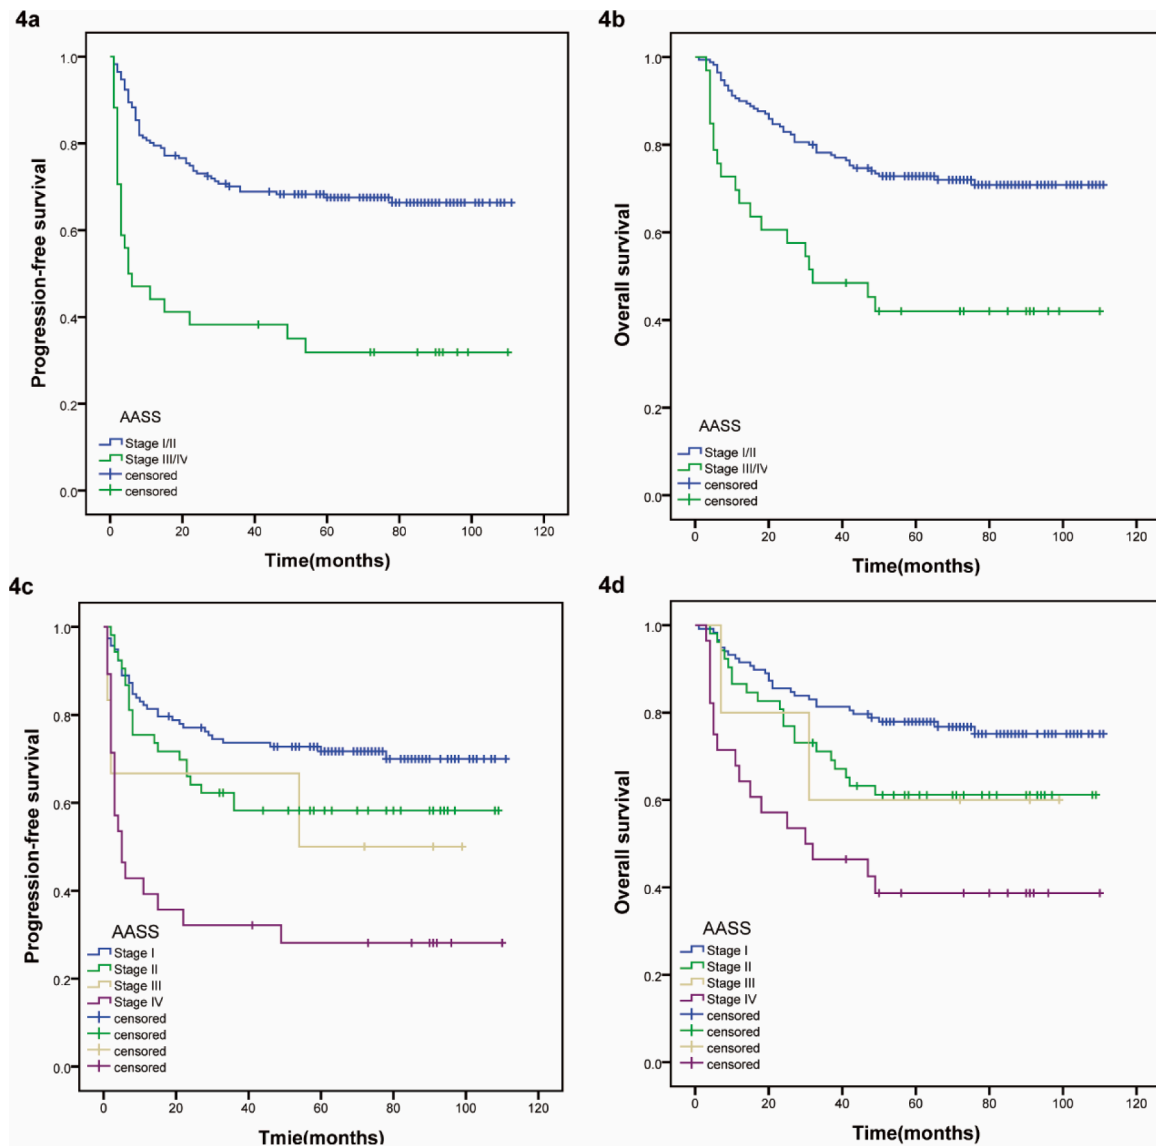 4a
Progression-free survival
1.0
0.8
0.6
0.4
0.2
0.0
AASS
Stage I/II
Stage III/IV
censored
censored
0 20 40 60 80 100 120
Time(months)
4b
Overall survival
1.0
0.8
0.6
0.4
0.2
0.0
AASS
Stage I/II
Stage III/IV
censored
censored
0 20 40 60 80 100 120
Time(months)
4c
Progression-free survival
1.0
0.8
0.6
0.4
0.2
0.0
AASS
Stage I
Stage II
Stage III
Stage IV
censored
censored
censored
censored
0 20 40 60 80 100 120
Tmie(months)
4d
Overall survival
1.0
0.8
0.6
0.4
0.2
0.0
AASS
Stage I
Stage II
Stage III
Stage IV
censored
censored
censored
censored
0 20 40 60 80 100 120
Time(months)